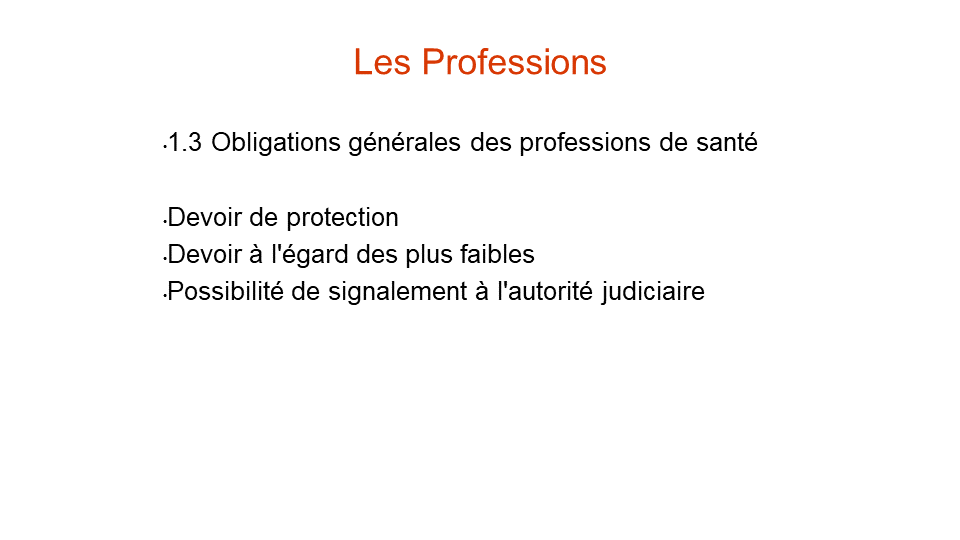 Les Professions
•1.3 Obligations générales des professions de santé
•Devoir de protection
•Devoir à l'égard des plus faibles
•Possibilité de signalement à l'autorité judiciaire